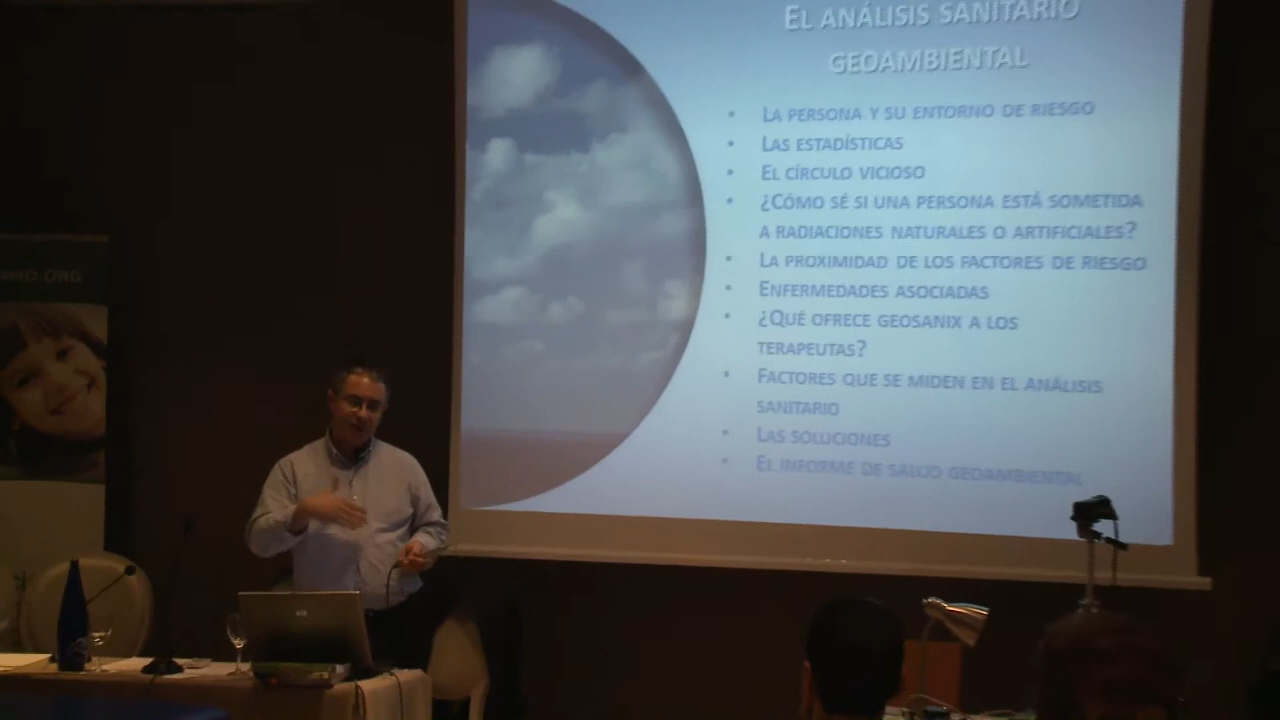 EL ANÁLISIS SANITARIO
GEOAMBIENTAL
• LA PERSONA Y SU ENTORNO DE RIESGO
• LAS ESTADÍSTICAS
• EL CÍRCULO VICIOSO
• ¿CÓMO SÉ SI UNA PERSONA ESTÁ SOMETIDA
A RADIACIONES NATURALES O ARTIFICIALES?
• LA PROXIMIDAD DE LOS FACTORES DE RIESGO
• ENFERMEDADES ASOCIADAS
• ¿QUÉ OFRECE GEOSANIX A LOS
TERAPEUTAS?
• FACTORES QUE SE MIDEN EN EL ANÁLISIS
SANITARIO
• LAS SOLUCIONES
• EL INFORME DE SALUD GEOAMBIENTAL
hp